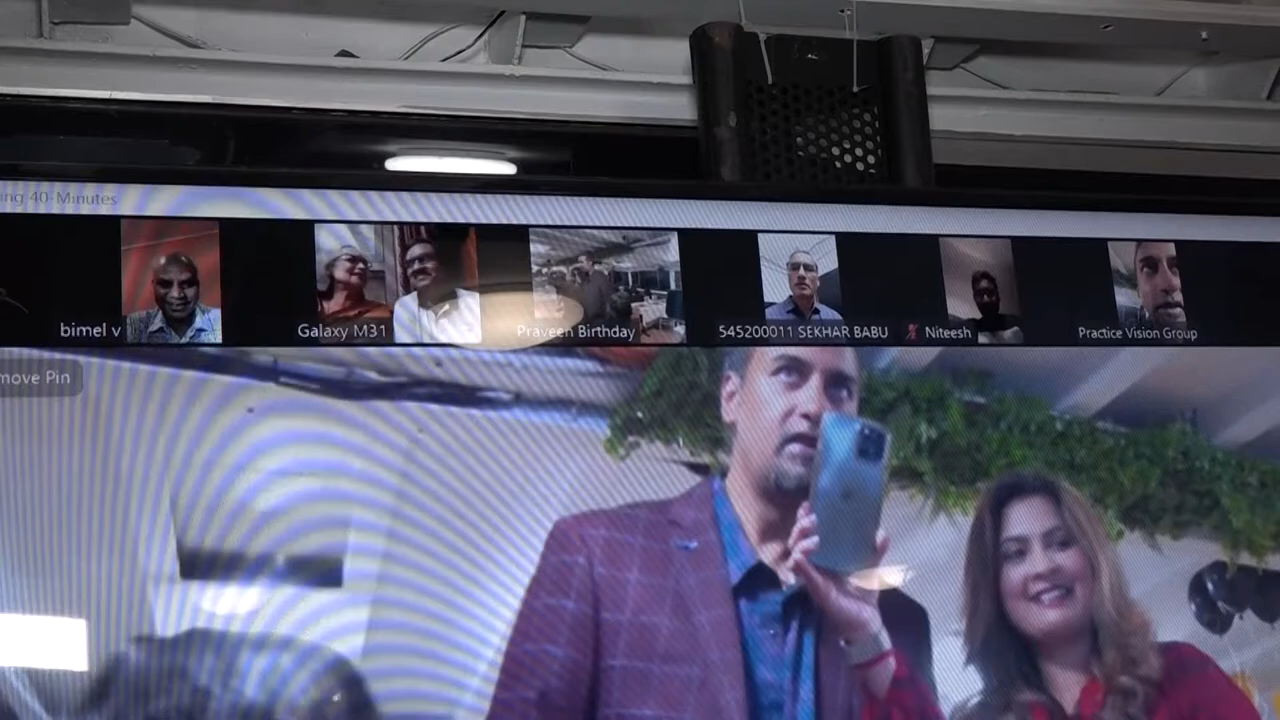 ng 40-Minutes
bimel v
Galaxy M31
Praveen Birthday
545200011 SEKHAR BABU
Niteesh
Practice Vision Group
move Pin